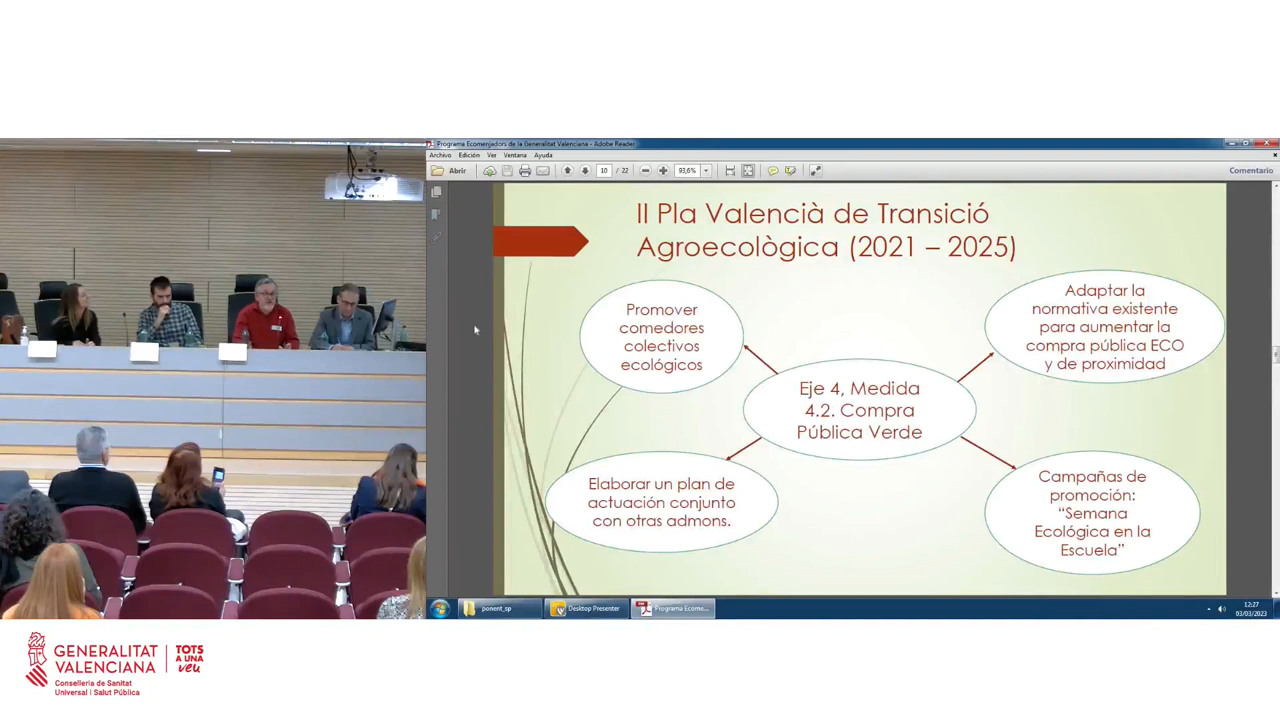 Programa Ecomenjadors de la Generalitat Valenciana - Adobe Reader
Archivo Edición Ver Ventana Ayuda
Abrir
10 / 22
93,6%
Comentario
II Pla Valencià de Transició
Agroecològica (2021 – 2025)
Promover
comedores
colectivos
ecológicos
Adaptar la
normativa existente
para aumentar la
compra pública ECO
y de proximidad
Eje 4, Medida
4.2. Compra
Pública Verde
Elaborar un plan de
actuación conjunto
con otras admons.
Campañas de
promoción:
“Semana
Ecológica en la
Escuela”
ponent_sp
Desktop Presenter
Programa Ecome...
12:27
03/03/2023
GENERALITAT
VALENCIANA
Conselleria de Sanitat
Universal i Salut Pública
TOTS
A UNA
veu